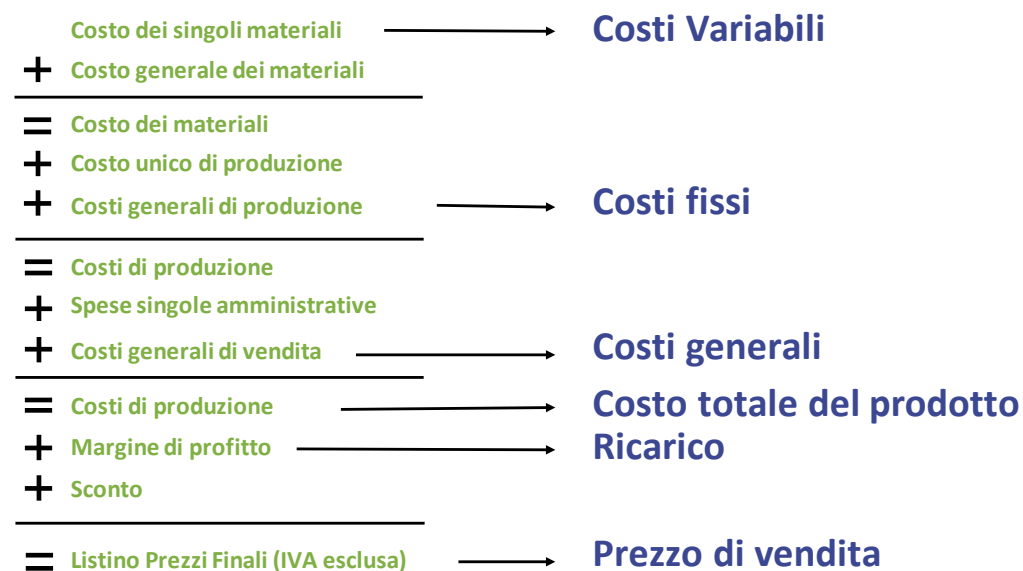 Costo dei singoli materiali Costi Variabili
+ Costo generale dei materiali
= Costo dei materiali
+ Costo unico di produzione
+ Costi generali di produzione Costi fissi
= Costi di produzione
+ Spese singole amministrative
+ Costi generali di vendita Costi generali
= Costi di produzione Costo totale del prodotto
+ Margine di profitto Ricarico
+ Sconto
= Listino Prezzi Finali (IVA esclusa) Prezzo di vendita